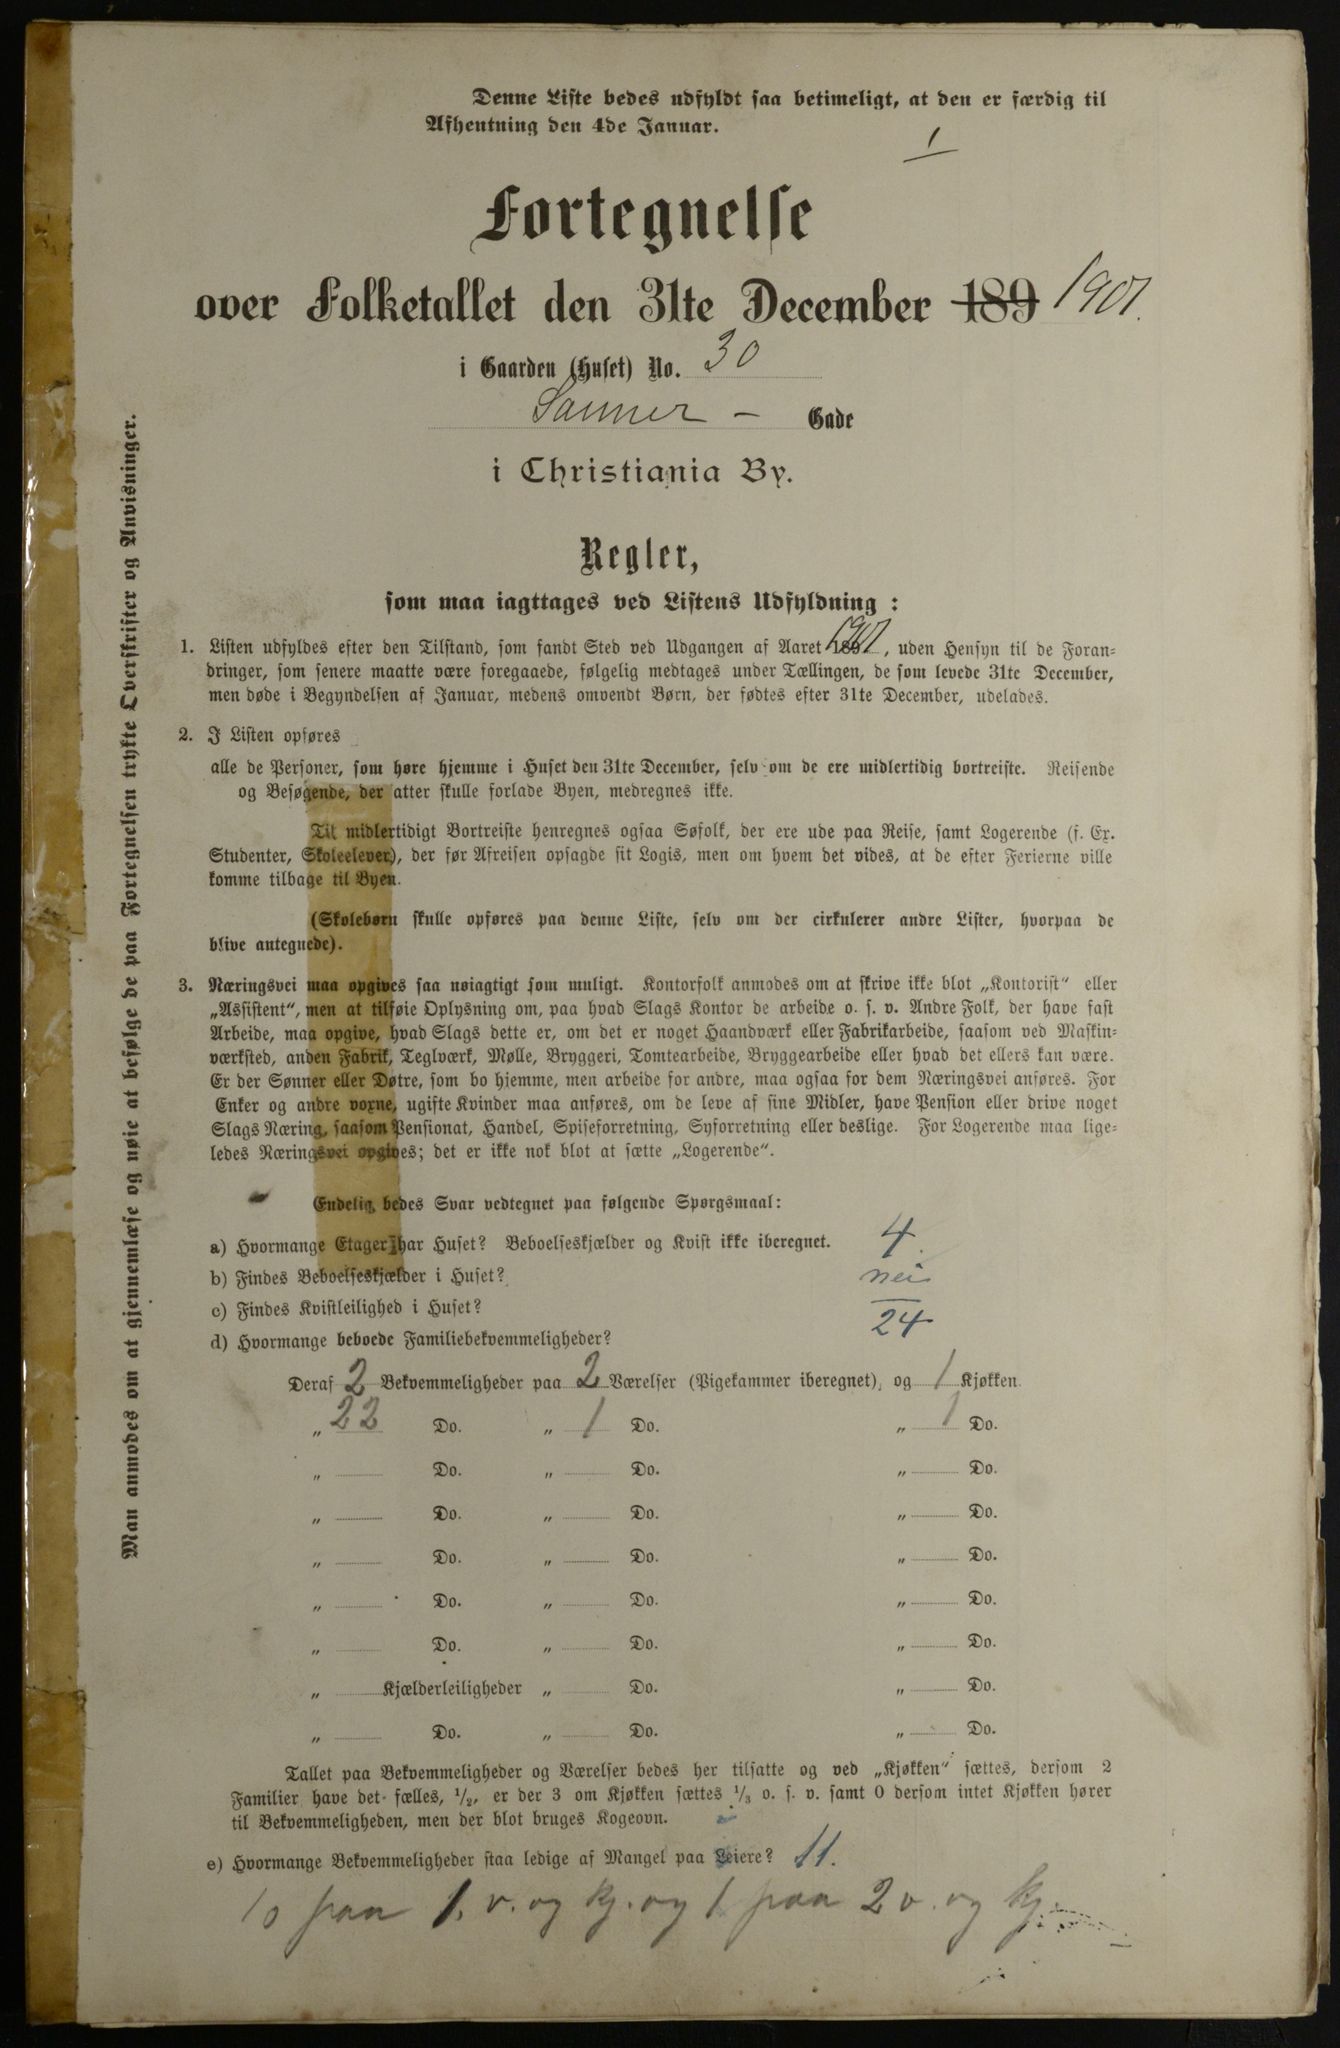 Denne Liste bedes udfyldt saa betimeligt, at den er færdig til
Afhentning den 4de Januar.
1
Fortegnelse
over Folketallet den 31te December 189 1901.
i Gaarden (Huset) No. 30
Sanner - Gade
i Christiania By.
Regler,
som maa iagttages ved Listens Udfyldning:
1. Listen udfyldes efter den Tilstand, som fandt Sted ved Udgangen af Aaret 189 1901, uden Hensyn til de Foran-
dringer, som senere maatte være foregaaede, følgelig medtages under Tællingen, de som levede 31te December,
men døde i Begyndelsen af Januar, medens omvendt Børn, der fødtes efter 31te December, udelades.
2. I Listen opføres
alle de Personer, som høre hjemme i Huset den 31te December, selv om de ere midlertidig bortreiste. Reisende
og Besøgende, der atter skulle forlade Byen, medregnes ikke.
Til midlertidigt Bortreiste henregnes ogsaa Søfolk, der ere ude paa Reise, samt Logerende (f. Ex.
Studenter, Skoleelever), der før Afreisen opsagde sit Logis, men om hvem det vides, at de efter Ferierne ville
komme tilbage til Byen.
(Skolebørn skulle opføres paa denne Liste, selv om der cirkulerer andre Lister, hvorpaa de
blive antegnede).
3. Næringsvei maa opgives saa nøiagtigt som muligt. Kontorfolk anmodes om at skrive ikke blot „Kontorist“ eller
„Assistent“, men at tilføie Oplysning om, paa hvad Slags Kontor de arbeide o. s. v. Andre Folk, der have fast
Arbeide, maa opgive, hvad Slags dette er, om det er noget Haandværk eller Fabrikarbeide, saasom ved Maskin-
værksted, anden Fabrik, Teglværk, Mølle, Bryggeri, Tomtearbeide, Bryggearbeide eller hvad det ellers kan være.
Er der Sønner eller Døtre, som bo hjemme, men arbeide for andre, maa ogsaa for dem Næringsvei anføres. For
Enker og andre voxne, ugifte Kvinder maa anføres, om de leve af sine Midler, have Pension eller drive noget
Slags Næring, saasom Pensionat, Handel, Spiseforretning, Syforretning eller deslige. For Logerende maa lige-
ledes Næringsvei opgives; det er ikke nok blot at sætte „Logerende“.
Endelig bedes Svar vedtegnet paa følgende Spørgsmaal:
a) Hvormange Etager har Huset? Beboelseskjælder og Kvist ikke iberegnet. 4.
b) Findes Beboelseskjælder i Huset? nei
c) Findes Kvistleilighed i Huset? —
d) Hvormange beboede Familiebekvemmeligheder? 24
Deraf 2 Bekvemmeligheder paa 2 Værelser (Pigekammer iberegnet) og 1 Kjøkken.
„ 22 Do. „ 1 Do. „ 1 Do.
„ Do. „ Do. „ Do.
„ Do. „ Do. „ Do.
„ Do. „ Do. „ Do.
„ Do. „ Do. „ Do.
„ Do. „ Do. „ Do.
„ Kjælderleiligheder „ Do. „ Do.
„ Do. „ Do. „ Do.
Tallet paa Bekvemmeligheder og Værelser bedes her tilsatte og ved „Kjøkken“ sættes, dersom 2
Familier have det fælles, 1/2, er der 3 om Kjøkken sættes 1/3 o. s. v. samt 0 dersom intet Kjøkken hører
til Bekvemmeligheden, men der blot bruges Kogeovn.
e) Hvormange Bekvemmeligheder staa ledige af Mangel paa Leiere? 11.
10 paa 1. v. og kj. og 1 paa 2 v. og kj.
Man anmodes om at gjennemlæse og nøie at befølge de paa Fortegnelsen trykte Overskrifter og Anvisninger.